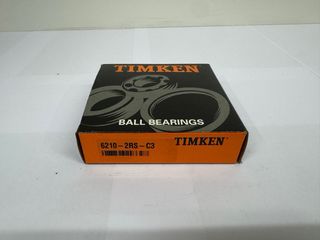 TIMKEN
BALL BEARINGS
6210-2RS-C3
TIMKEN